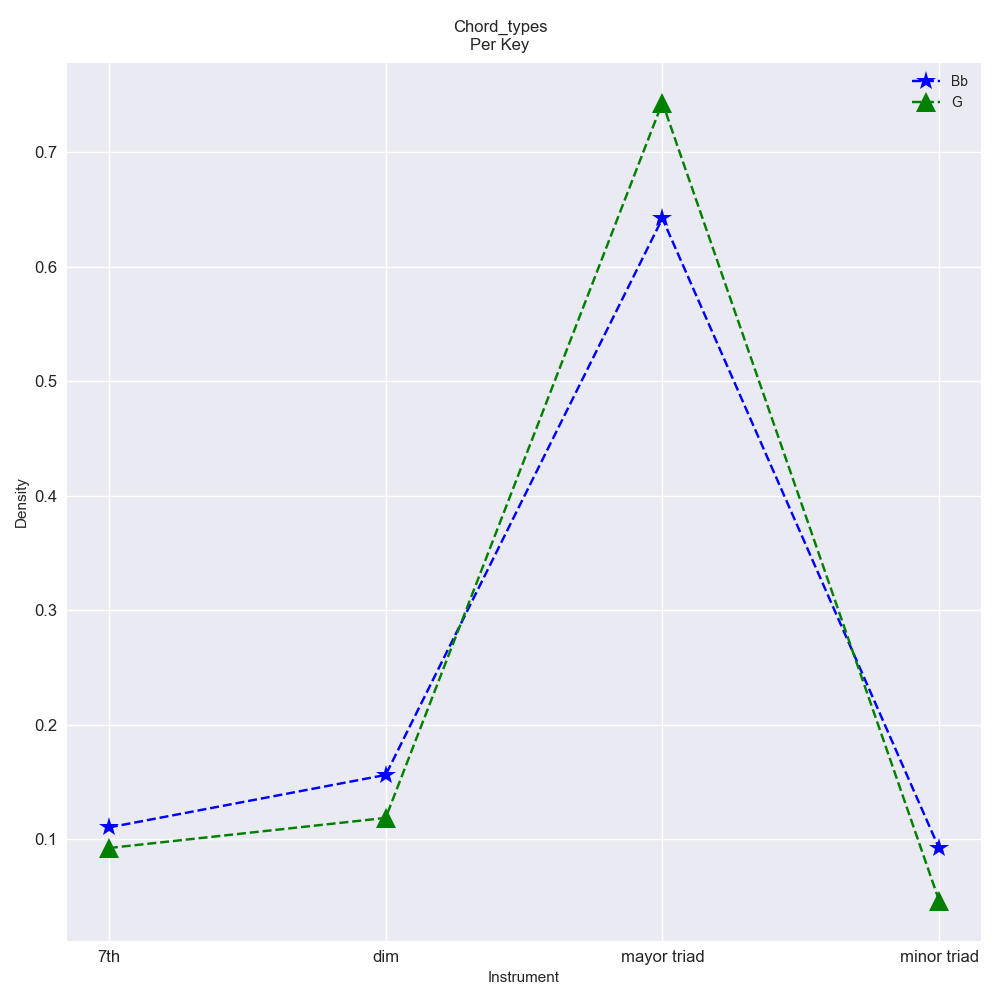 Chord_types
Per Key
Bb
G
Density
0.7
0.6
0.5
0.4
0.3
0.2
0.1
7th
dim
mayor triad
minor triad
Instrument